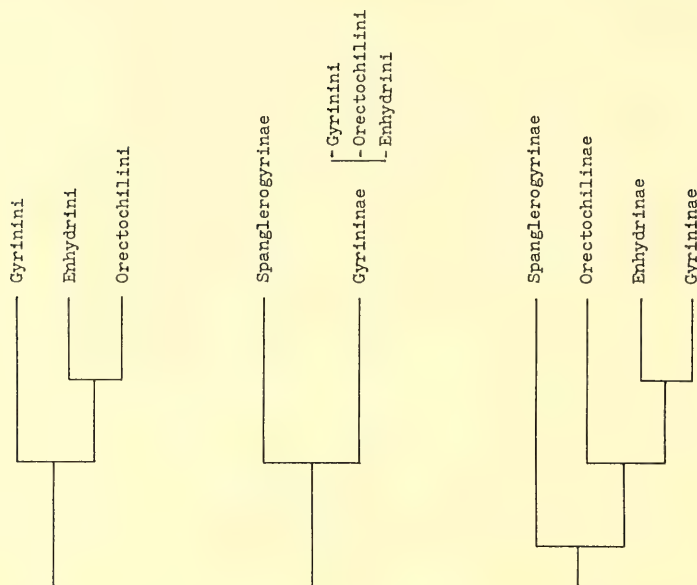 Gyrinini
Enhydrini
Orectochilini
Spanglerogyrinae
Gyrininae
-Gyrinini
-Orectochilini
-Enhydrini
Spanglerogyrinae
Orectochilinae
Enhydrinae
Gyrininae